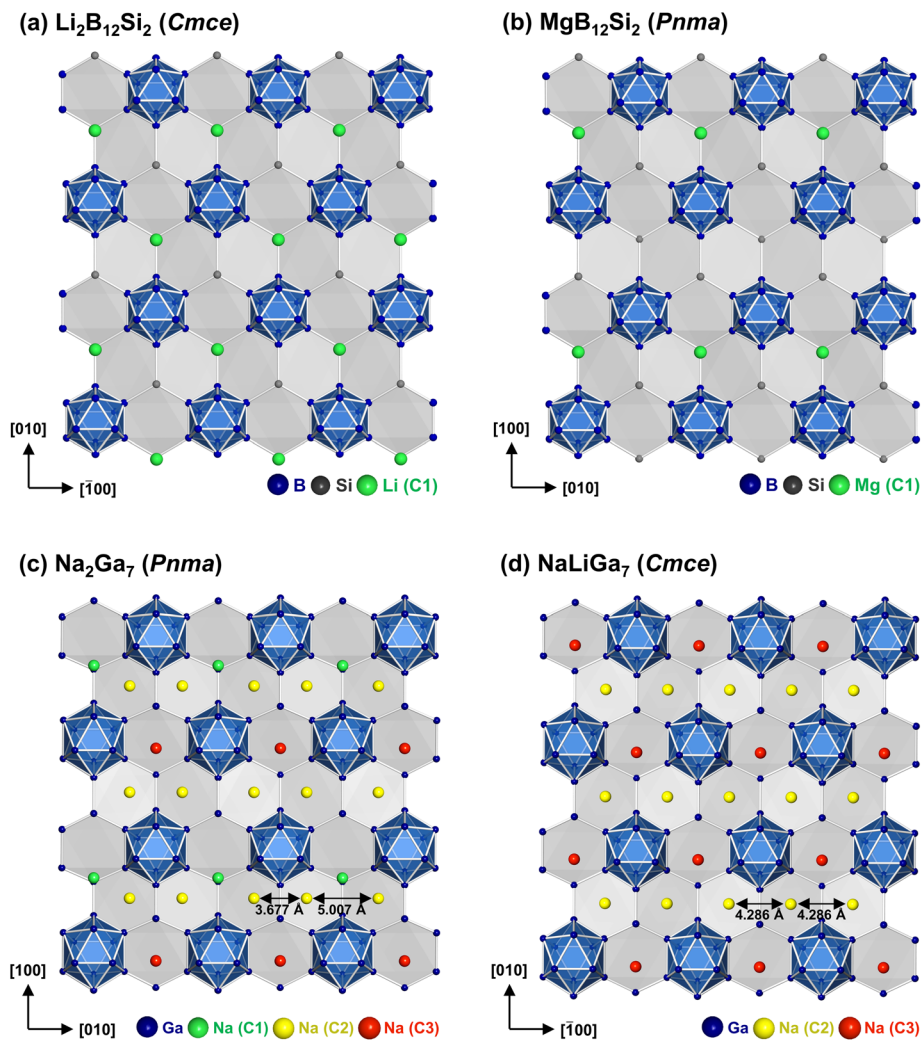 (a) Li₂B₁₂Si₂ (Cmce)
[010]
[1̄00]
B Si Li (C1)
(b) MgB₁₂Si₂ (Pnma)
[100]
[010]
B Si Mg (C1)
(c) Na₂Ga₇ (Pnma)
3.677 Å 5.007 Å
[100]
[010]
Ga Na (C1) Na (C2) Na (C3)
(d) NaLiGa₇ (Cmce)
4.286 Å 4.286 Å
[010]
[1̄00]
Ga Na (C2) Na (C3)